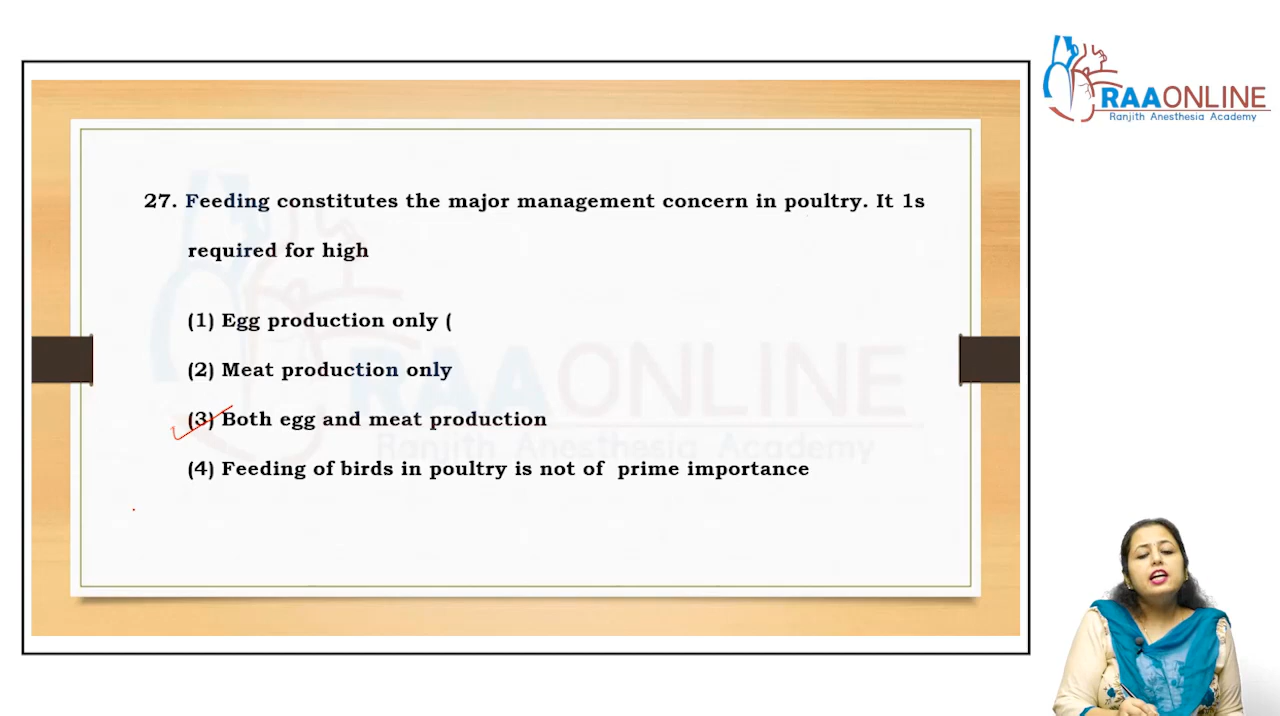 RAAONLINE
Ranjith Anesthesia Academy
27. Feeding constitutes the major management concern in poultry. It 1s
required for high
(1) Egg production only (
(2) Meat production only
(3) Both egg and meat production
(4) Feeding of birds in poultry is not of prime importance
RAAONLINE
Ranjith Anesthesia Academy